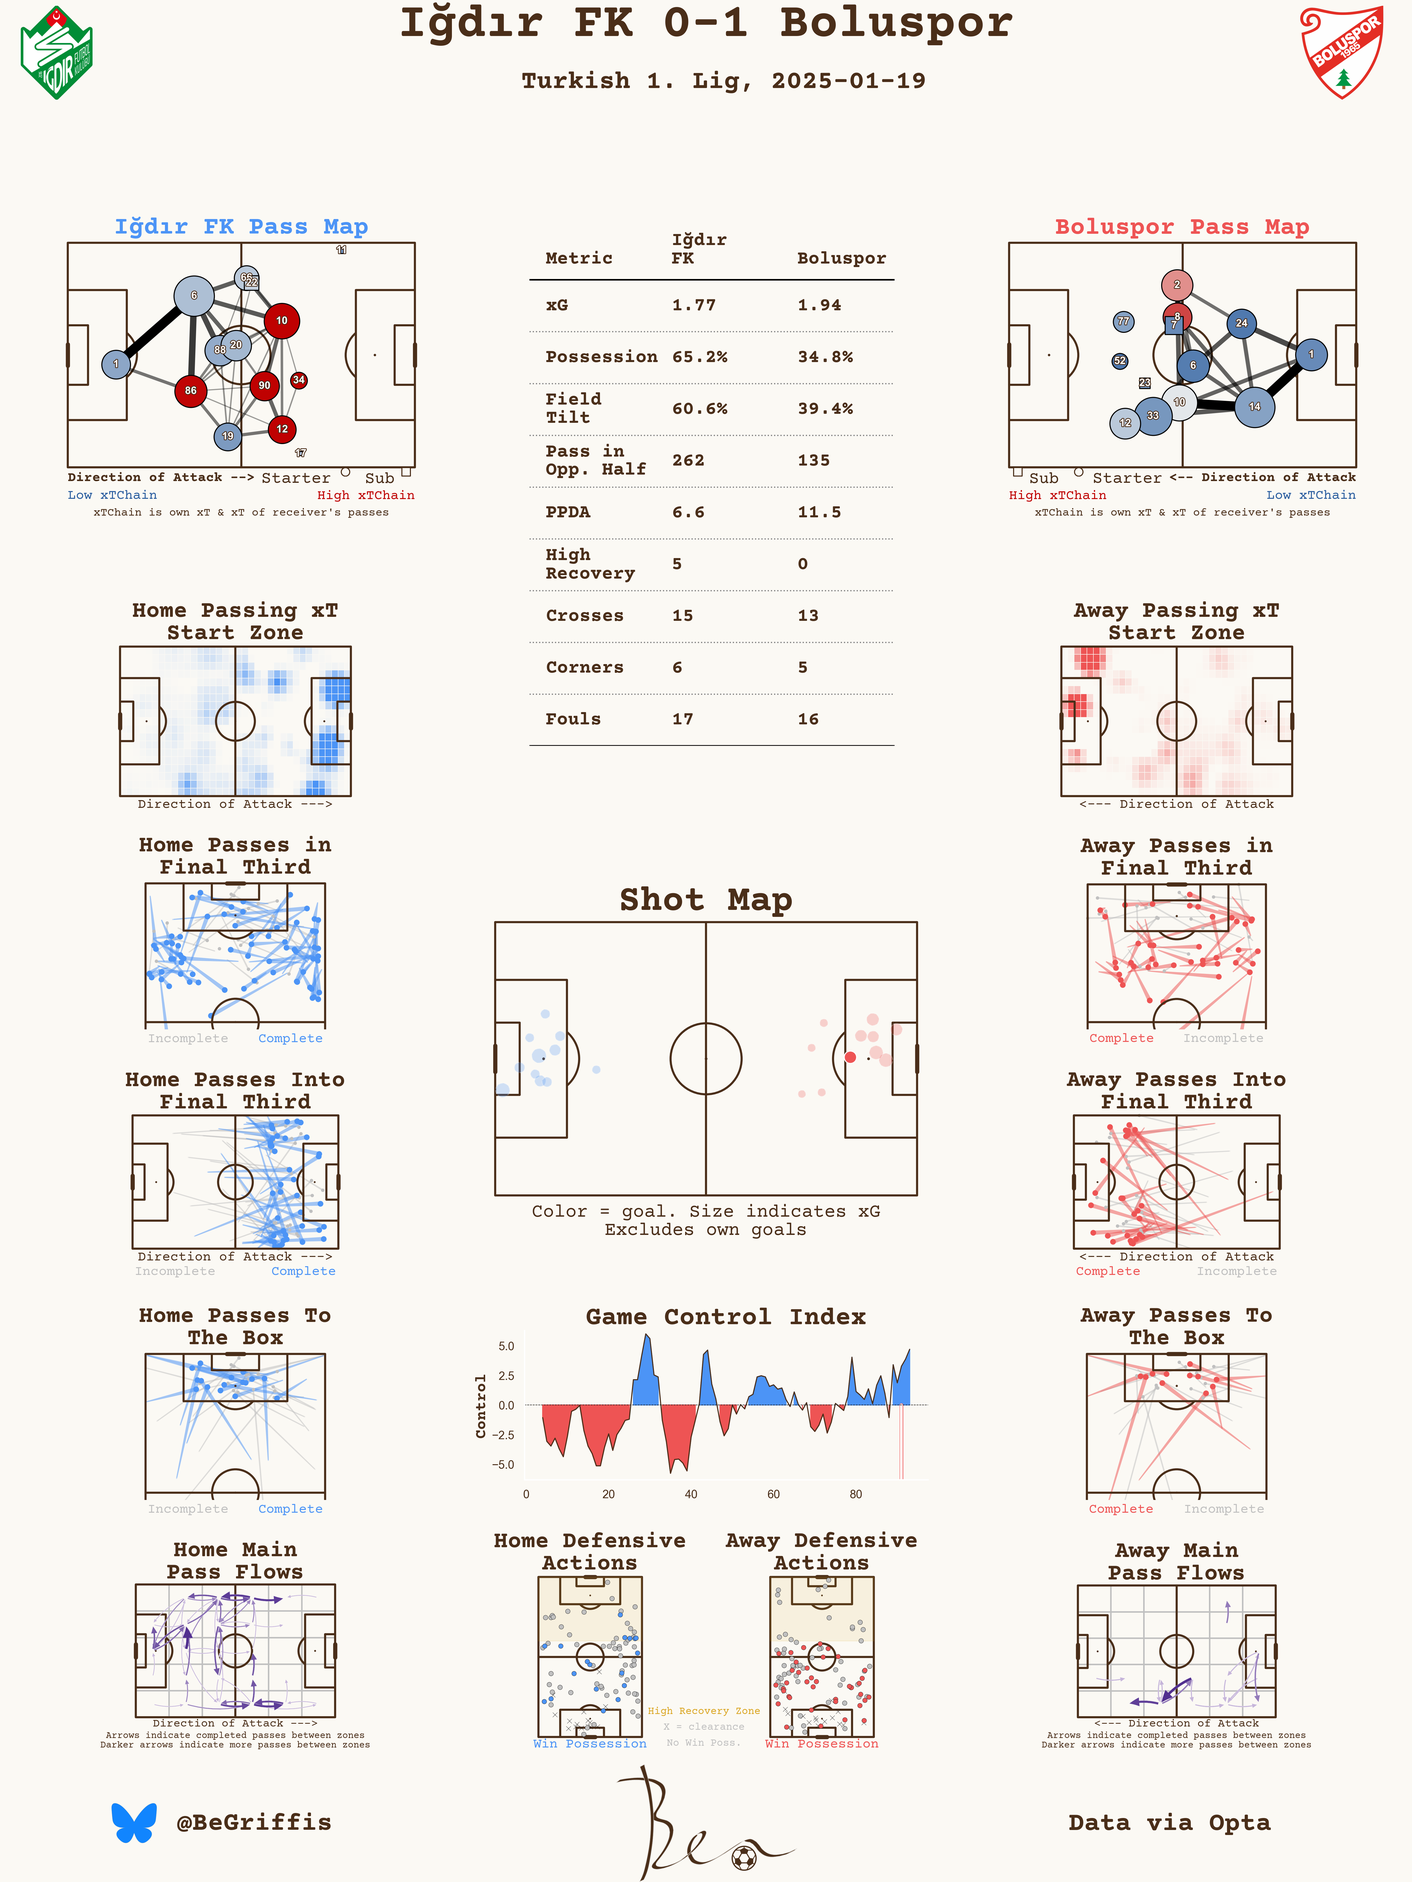 Iğdır FK 0-1 Boluspor
Turkish 1. Lig, 2025-01-19
IGDIR
FUTBOL
KULÜBÜ
BOLUSPOR
1965
Iğdır FK Pass Map
11
66
22
6
10
88
20
1
86
90
34
19
12
17
Direction of Attack --> Starter Sub
Low xTChain High xTChain
xTChain is own xT & xT of receiver's passes
Metric Iğdır FK Boluspor
xG 1.77 1.94
Possession 65.2% 34.8%
Field Tilt 60.6% 39.4%
Pass in Opp. Half 262 135
PPDA 6.6 11.5
High Recovery 5 0
Crosses 15 13
Corners 6 5
Fouls 17 16
Boluspor Pass Map
2
77
8
7
24
52
6
1
23
10
14
12
33
Sub Starter <-- Direction of Attack
High xTChain Low xTChain
xTChain is own xT & xT of receiver's passes
Home Passing xT
Start Zone
Direction of Attack --->
Away Passing xT
Start Zone
<--- Direction of Attack
Home Passes in
Final Third
Incomplete Complete
Away Passes in
Final Third
Complete Incomplete
Shot Map
Color = goal. Size indicates xG
Excludes own goals
Home Passes Into
Final Third
Direction of Attack --->
Incomplete Complete
Away Passes Into
Final Third
<--- Direction of Attack
Complete Incomplete
Home Passes To
The Box
Incomplete Complete
Game Control Index
Control
5.0
2.5
0.0
−2.5
−5.0
0 20 40 60 80
Away Passes To
The Box
Complete Incomplete
Home Main
Pass Flows
Direction of Attack --->
Arrows indicate completed passes between zones
Darker arrows indicate more passes between zones
Home Defensive
Actions
Win Possession
High Recovery Zone
X = clearance
No Win Poss.
Away Defensive
Actions
Win Possession
Away Main
Pass Flows
<--- Direction of Attack
Arrows indicate completed passes between zones
Darker arrows indicate more passes between zones
@BeGriffis
Ben
Data via Opta